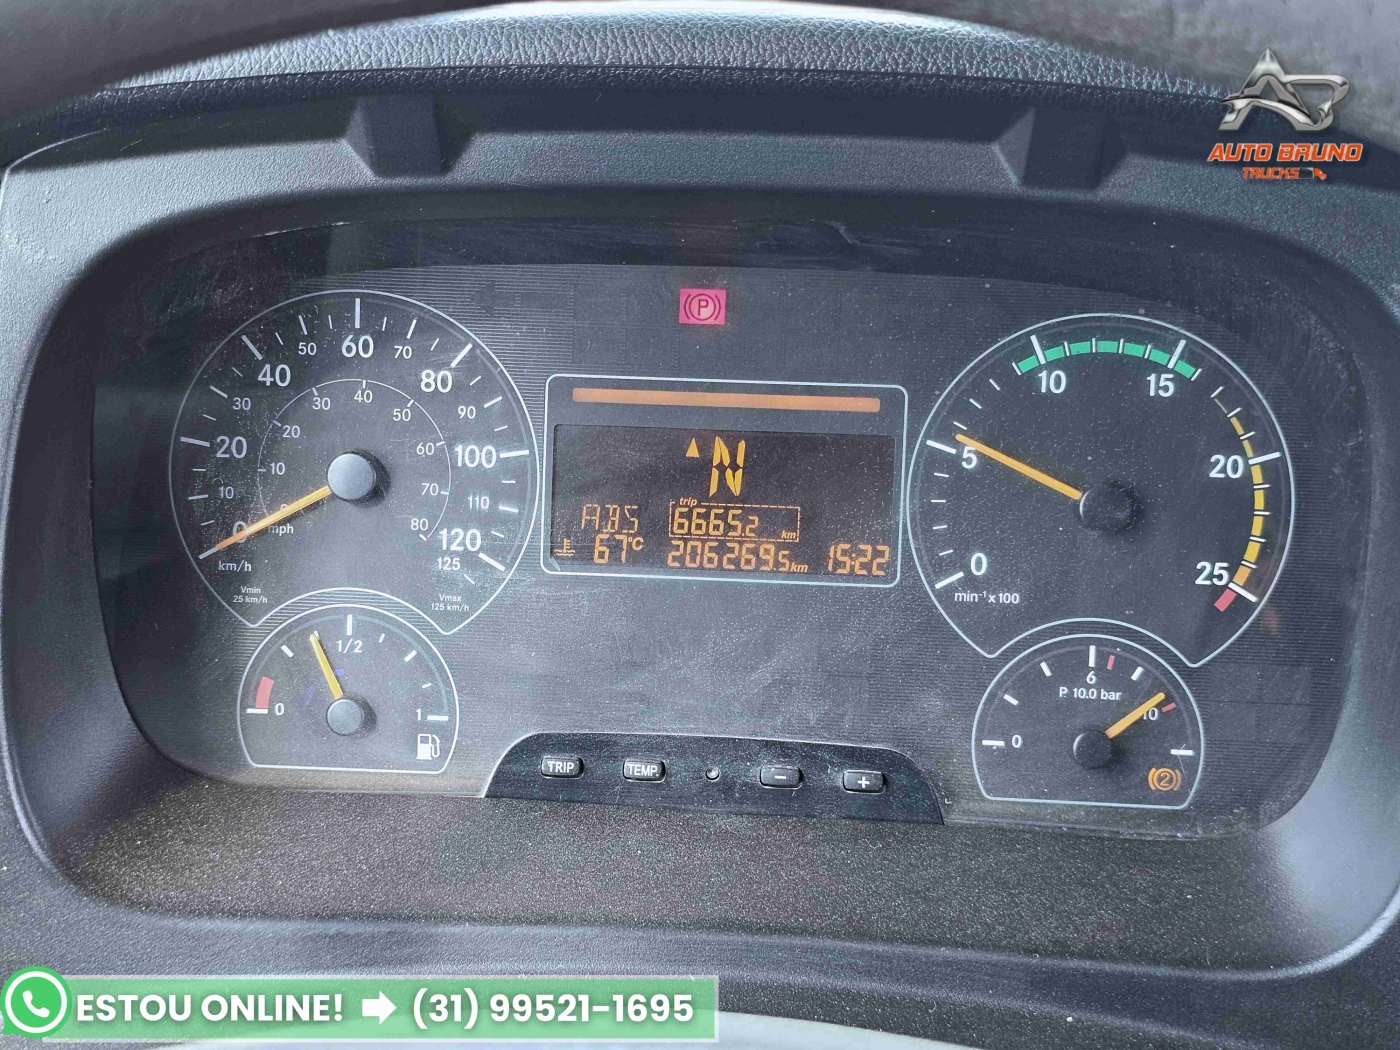 AUTO BRUNO
TRUCKS
P
0
10
20
30
40
50
60
70
80
90
100
110
120
125
km/h
10
20
30
40
50
60
70
80
mph
Vmin
25 km/h
Vmax
125 km/h
N
trip
ABS 6665.2 km
67°C 206269.5 km 15:22
0
5
10
15
20
25
min⁻¹ x 100
0
1/2
1
0
6
10
P 10.0 bar
2
TRIP TEMP. - +
ESTOU ONLINE! (31) 99521-1695